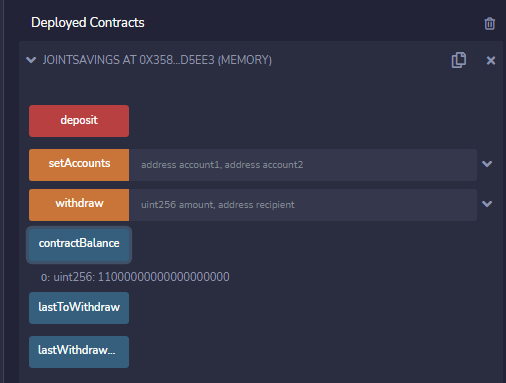 Deployed Contracts
JOINTSAVINGS AT 0X358...D5EE3 (MEMORY)
deposit
setAccounts address account1, address account2
withdraw uint256 amount, address recipient
contractBalance
0: uint256: 11000000000000000000
lastToWithdraw
lastWithdraw...